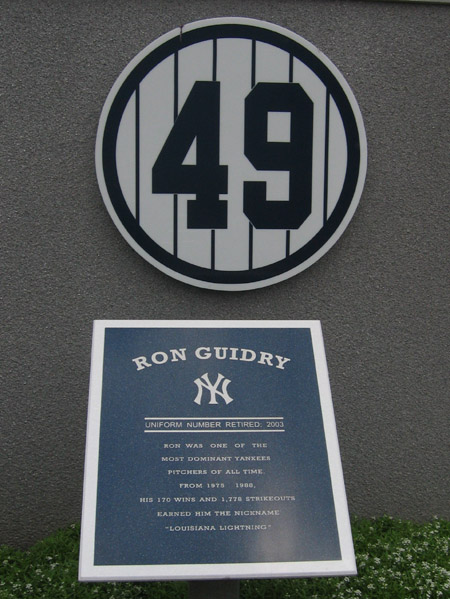 49
RON GUIDRY
NY
UNIFORM NUMBER RETIRED: 2003
RON WAS ONE OF THE
MOST DOMINANT YANKEES
PITCHERS OF ALL TIME.
FROM 1975 1988,
HIS 170 WINS AND 1,778 STRIKEOUTS
EARNED HIM THE NICKNAME
"LOUISIANA LIGHTNING"